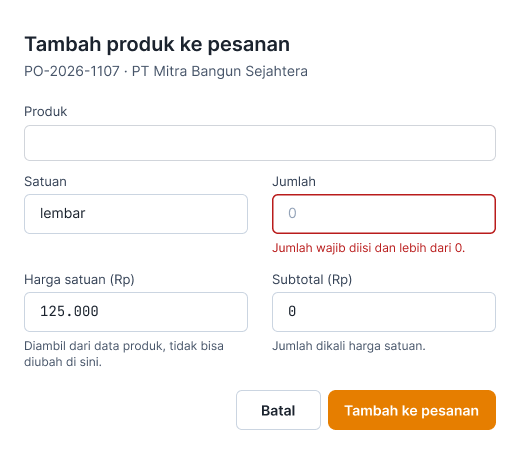 Tambah produk ke pesanan
PO-2026-1107 · PT Mitra Bangun Sejahtera
Produk
Satuan
Jumlah
lembar
0
Jumlah wajib diisi dan lebih dari 0.
Harga satuan (Rp)
Subtotal (Rp)
125.000
0
Diambil dari data produk, tidak bisa
diubah di sini.
Jumlah dikali harga satuan.
Batal
Tambah ke pesanan